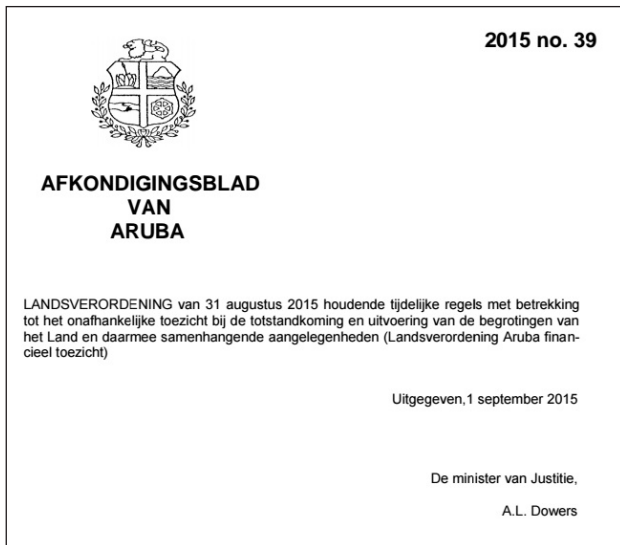 2015 no. 39
AFKONDIGINGSBLAD
VAN
ARUBA
LANDSVERORDENING van 31 augustus 2015 houdende tijdelijke regels met betrekking
tot het onafhankelijke toezicht bij de totstandkoming en uitvoering van de begrotingen van
het Land en daarmee samenhangende aangelegenheden (Landsverordening Aruba finan-
cieel toezicht)
Uitgegeven,1 september 2015
De minister van Justitie,
A.L. Dowers